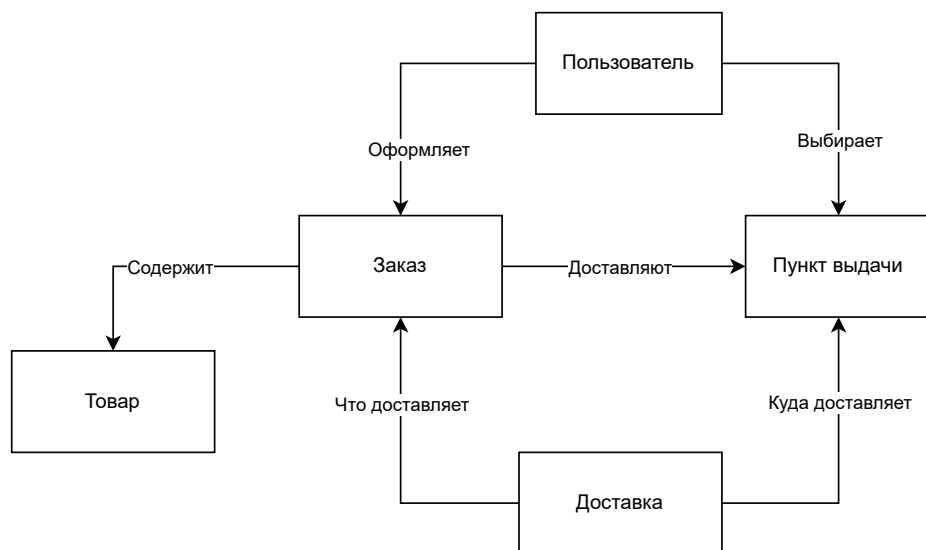 Пользователь
Оформляет
Выбирает
Содержит
Заказ
Доставляют
Пункт выдачи
Товар
Что доставляет
Куда доставляет
Доставка